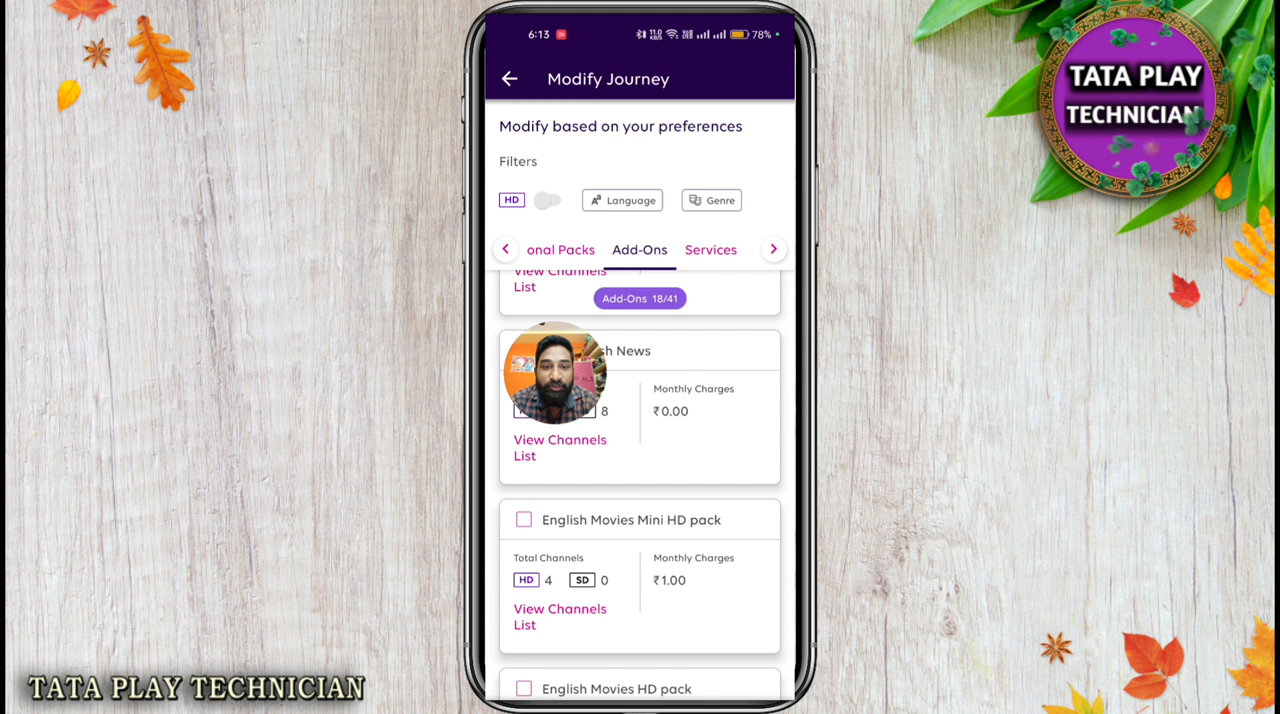 6:13
78%
Modify Journey
TATA PLAY
TECHNICIAN
Modify based on your preferences
Filters
HD
Language
Genre
onal Packs
Add-Ons
Services
View Channels
List
Add-Ons 18/41
sh News
Monthly Charges
8
₹0.00
View Channels
List
English Movies Mini HD pack
Total Channels
Monthly Charges
HD 4 SD 0
₹1.00
View Channels
List
English Movies HD pack
TATA PLAY TECHNICIAN